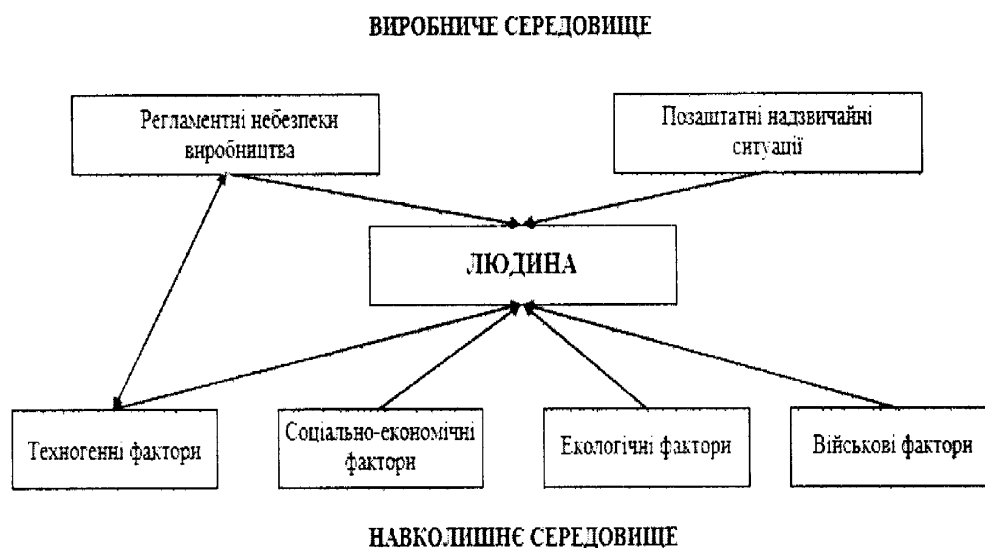 ВИРОБНИЧЕ СЕРЕДОВИЩЕ
Регламентні небезпеки
виробництва
Позаштатні надзвичайні
ситуації
ЛЮДИНА
Техногенні фактори
Соціально-економічні
фактори
Екологічні фактори
Військові фактори
НАВКОЛИШНЄ СЕРЕДОВИЩЕ